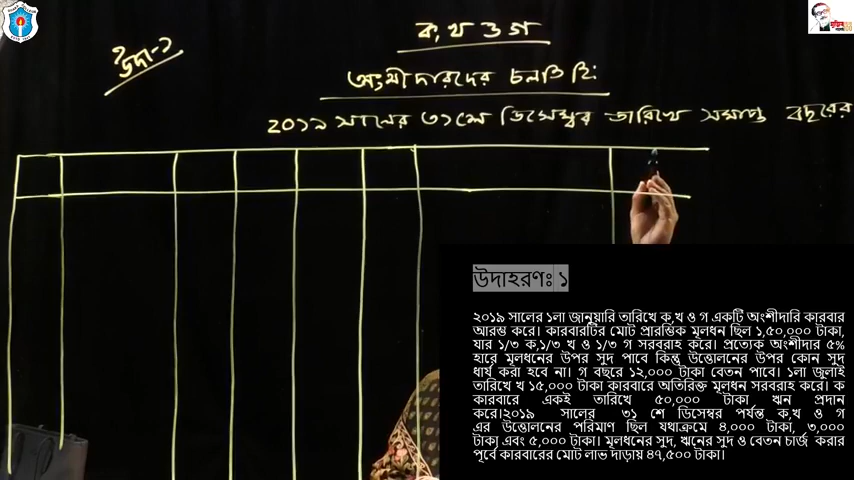 উদা-১
ক, খ ও গ
অংশীদারদের চলতি হিঃ
২০১৯ সালের ৩১শে ডিসেম্বর তারিখে সমাপ্ত বছরের
উদাহরণঃ ১
২০১৯ সালের ১লা জানুয়ারি তারিখে ক,খ ও গ একটি অংশীদারি কারবার
আরম্ভ করে। কারবারটির মোট প্রারম্ভিক মূলধন ছিল ১,৫০,০০০ টাকা,
যার ১/৩ ক,১/৩ খ ও ১/৩ গ সরবরাহ করে। প্রত্যেক অংশীদার ৫%
হারে মূলধনের উপর সুদ পাবে কিন্তু উত্তোলনের উপর কোন সুদ
ধার্য করা হবে না। গ বছরে ১২,০০০ টাকা বেতন পাবে। ১লা জুলাই
তারিখে খ ১৫,০০০ টাকা কারবারে অতিরিক্ত মূলধন সরবরাহ করে। ক
কারবারে একই তারিখে ৫০,০০০ টাকা ঋন প্রদান
করে।২০১৯ সালের ৩১ শে ডিসেম্বর পর্যন্ত ক,খ ও গ
এর উত্তোলনের পরিমাণ ছিল যথাক্রমে ৪,০০০ টাকা, ৩,০০০
টাকা এবং ৫,০০০ টাকা। মূলধনের সুদ, ঋনের সুদ ও বেতন চার্জ করার
পূর্বে কারবারের মোট লাভ দাড়ায় ৪৭,৫০০ টাকা।